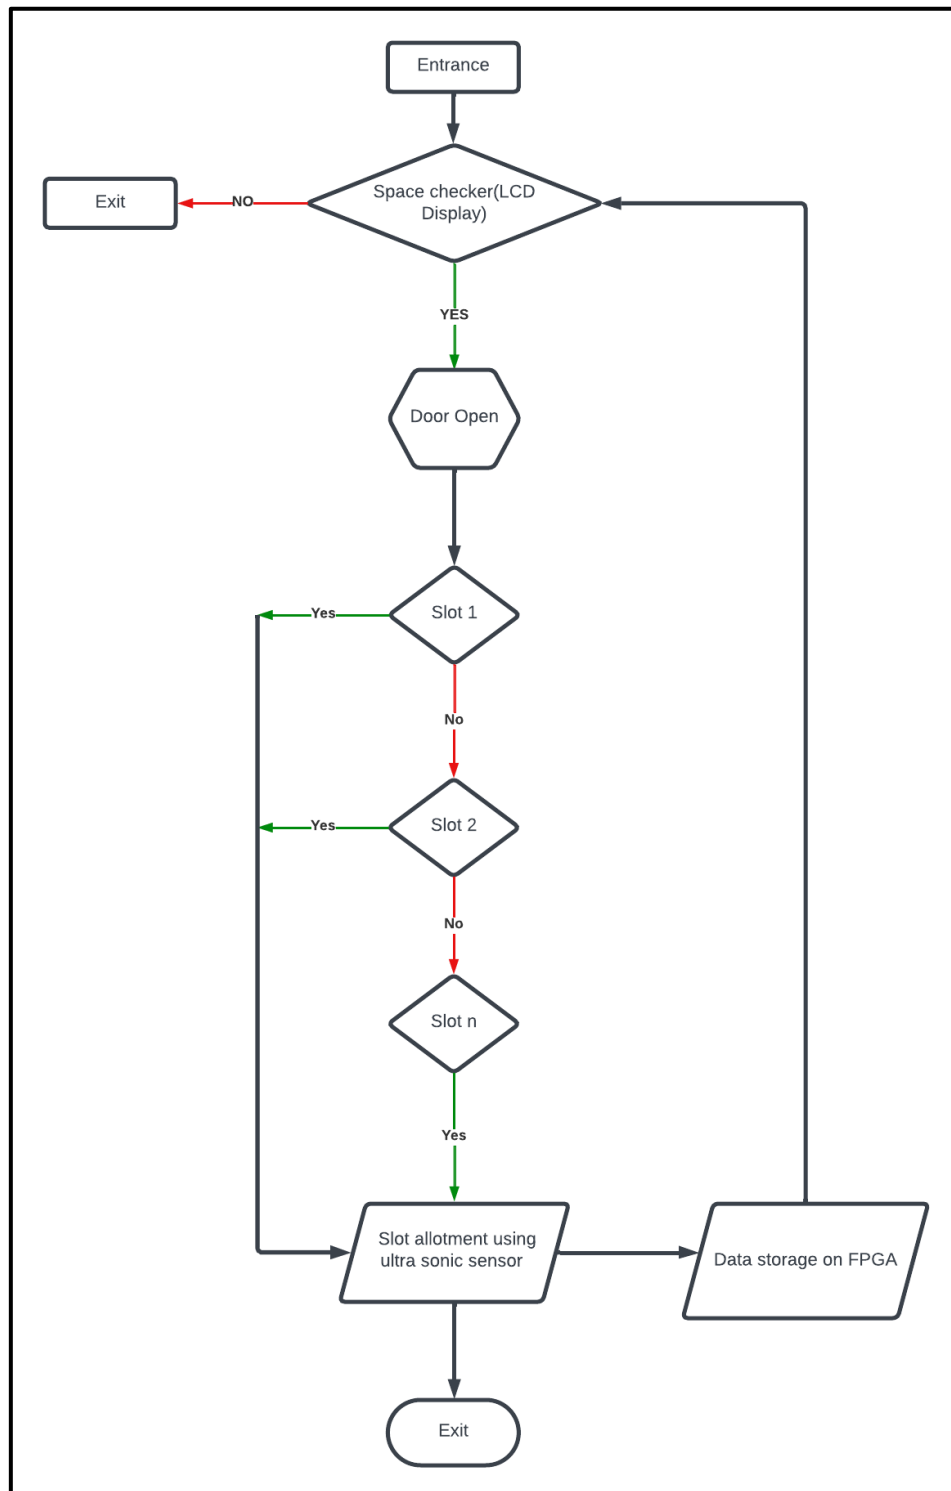 Entrance
Space checker(LCD
Display)
NO
Exit
YES
Door Open
Slot 1
Yes
No
Slot 2
Yes
No
Slot n
Yes
Slot allotment using
ultra sonic sensor
Data storage on FPGA
Exit